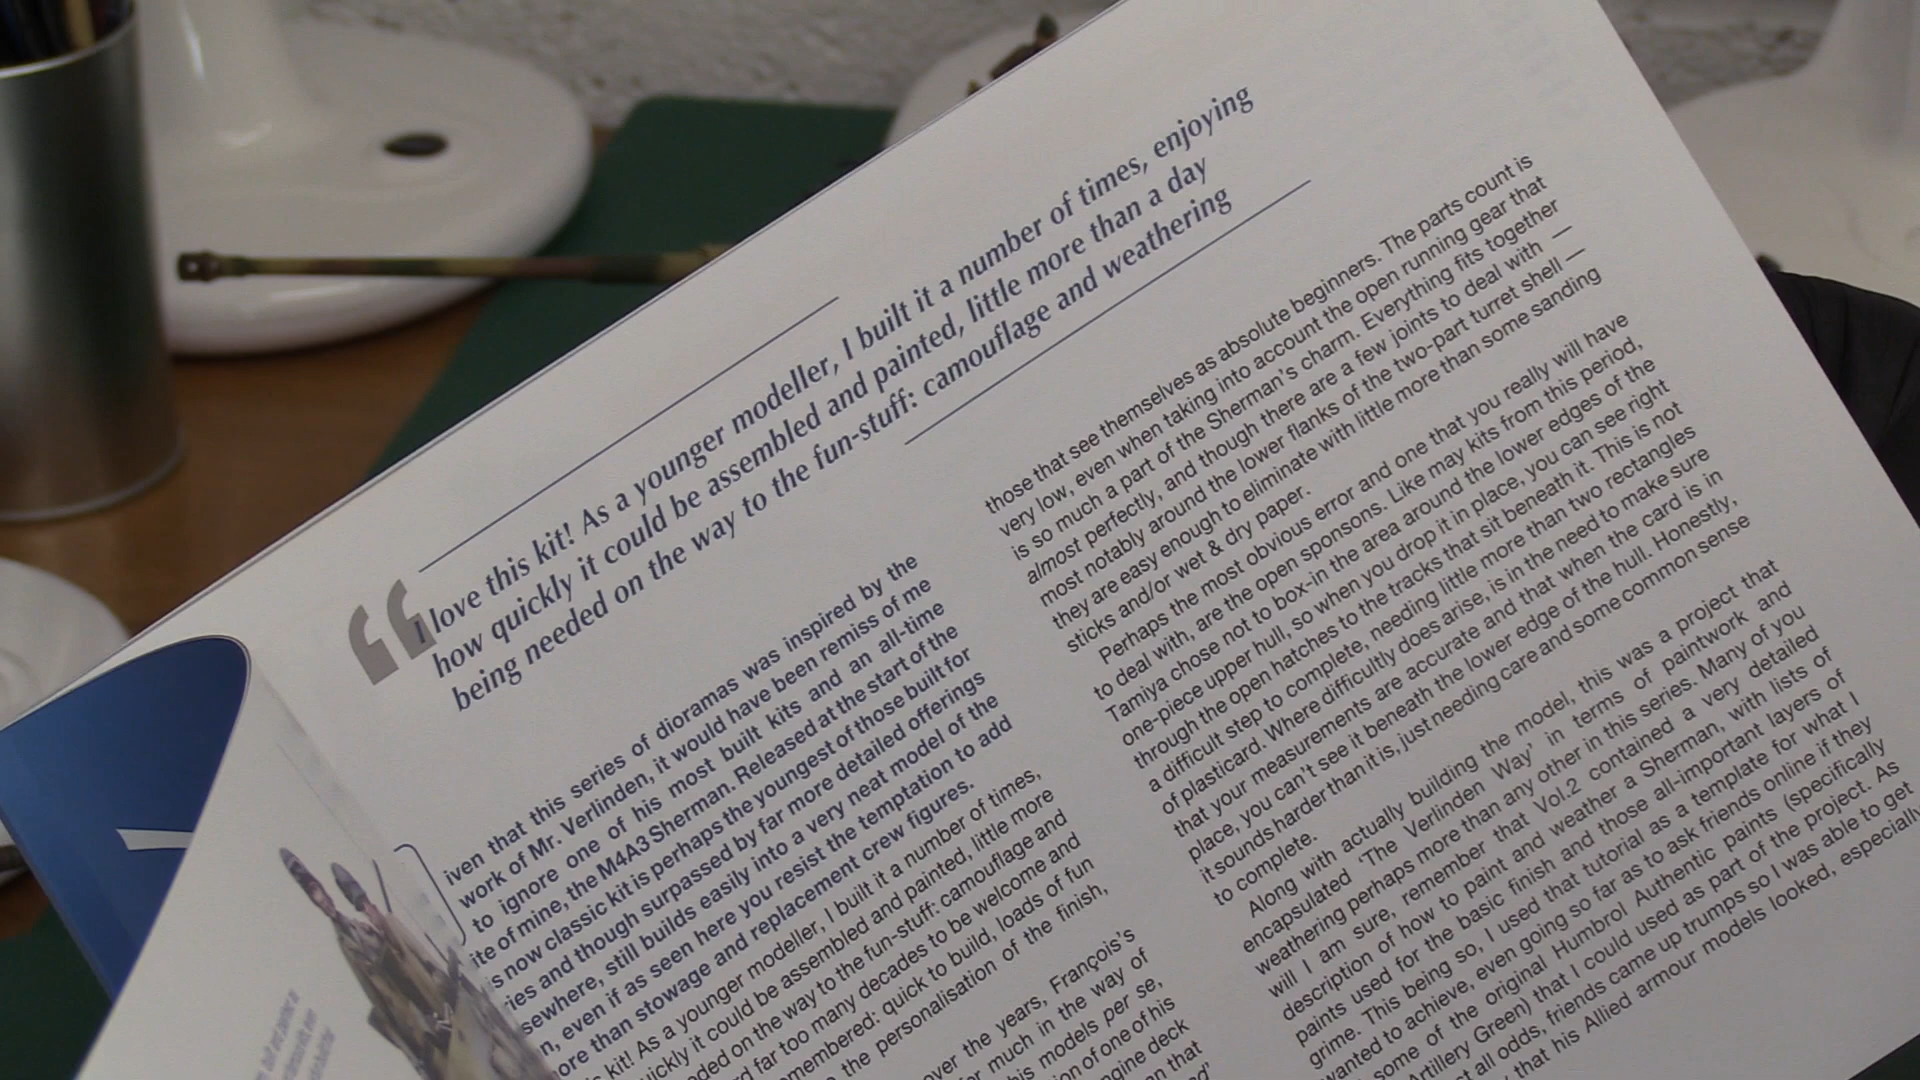 I love this kit! As a younger modeller, I built it a number of times, enjoying
how quickly it could be assembled and painted, little more than a day
being needed on the way to the fun-stuff: camouflage and weathering
iven that this series of dioramas was inspired by the
work of Mr. Verlinden, it would have been remiss of me
to ignore one of his most built kits and an all-time
ite of mine, the M4A3 Sherman. Released at the start of the
is now classic kit is perhaps the youngest of those built for
ries and though surpassed by far more detailed offerings
sewhere, still builds easily into a very neat model of the
n, even if as seen here you resist the temptation to add
ore than stowage and replacement crew figures.
s kit! As a younger modeller, I built it a number of times,
uickly it could be assembled and painted, little more
ded on the way to the fun-stuff: camouflage and
rd far too many decades to be welcome and
membered: quick to build, loads of fun
the personalisation of the finish,
over the years, François's
r much in the way of
his models per se,
ion of one of his
ngine deck
an that
those that see themselves as absolute beginners. The parts count is
very low, even when taking into account the open running gear that
is so much a part of the Sherman's charm. Everything fits together
almost perfectly, and though there are a few joints to deal with —
most notably around the lower flanks of the two-part turret shell —
they are easy enough to eliminate with little more than some sanding
sticks and/or wet & dry paper.
Perhaps the most obvious error and one that you really will have
to deal with, are the open sponsons. Like may kits from this period,
Tamiya chose not to box-in the area around the lower edges of the
one-piece upper hull, so when you drop it in place, you can see right
through the open hatches to the tracks that sit beneath it. This is not
a difficult step to complete, needing little more than two rectangles
of plasticard. Where difficultly does arise, is in the need to make sure
that your measurements are accurate and that when the card is in
place, you can't see it beneath the lower edge of the hull. Honestly,
it sounds harder than it is, just needing care and some common sense
to complete.
Along with actually building the model, this was a project that
encapsulated 'The Verlinden Way' in terms of paintwork and
weathering perhaps more than any other in this series. Many of you
will I am sure, remember that Vol.2 contained a very detailed
description of how to paint and weather a Sherman, with lists of
paints used for the basic finish and those all-important layers of
grime. This being so, I used that tutorial as a template for what I
wanted to achieve, even going so far as to ask friends online if they
some of the original Humbrol Authentic paints (specifically
Artillery Green) that I could used as part of the project. As
st all odds, friends came up trumps so I was able to get
that his Allied armour models looked, especially